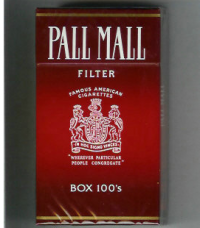 PALL MALL
FILTER
FAMOUS AMERICAN
CIGARETTES
IN HOC SIGNO VINCES
"WHEREVER PARTICULAR
PEOPLE CONGREGATE"
BOX 100's